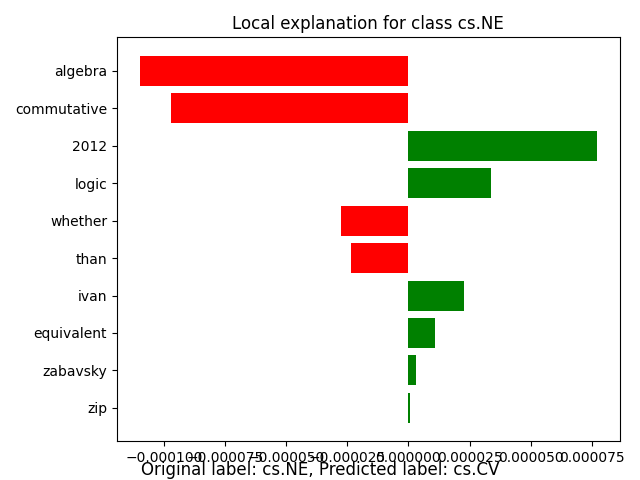 Local explanation for class cs.NE
algebra
commutative
2012
logic
whether
than
ivan
equivalent
zabavsky
zip
−0.000100 −0.000075 −0.000050 −0.000025 0.000000 0.000025 0.000050 0.000075
Original label: cs.NE, Predicted label: cs.CV